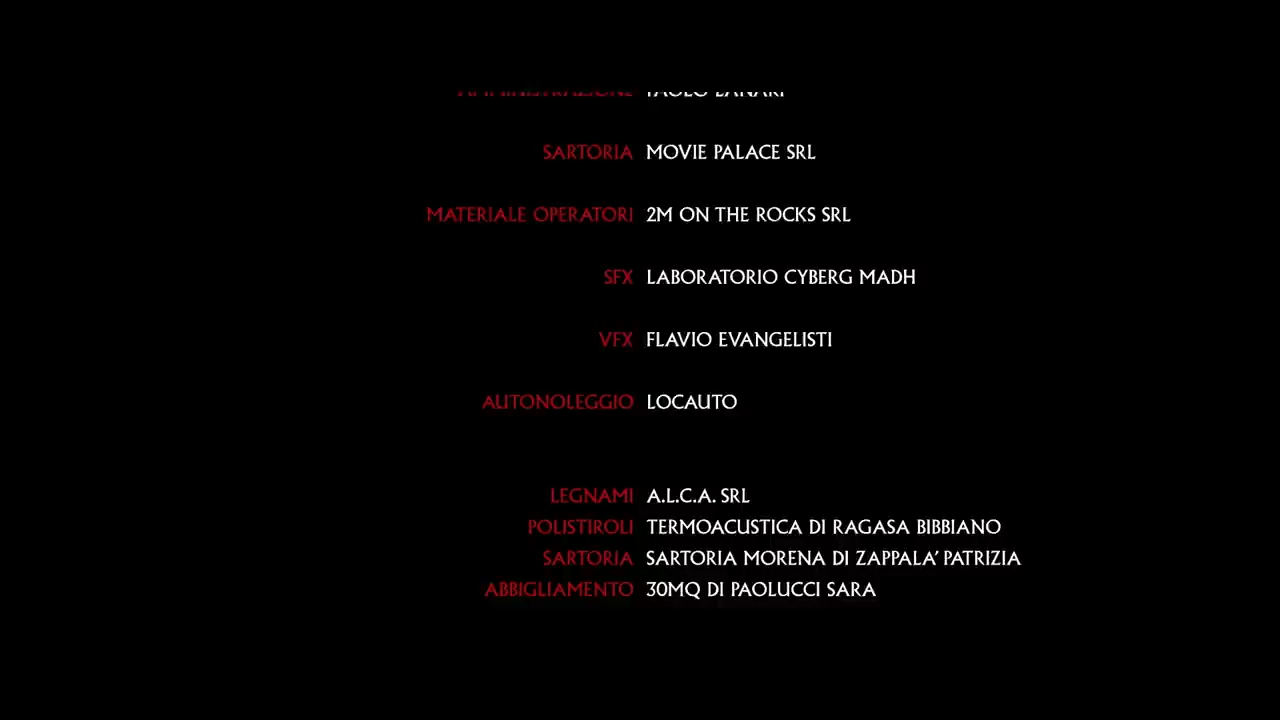 AMMINISTRAZIONE PAOLO
SARTORIA MOVIE PALACE SRL
MATERIALE OPERATORI 2M ON THE ROCKS SRL
SFX LABORATORIO CYBERG MADH
VFX FLAVIO EVANGELISTI
AUTONOLEGGIO LOCAUTO
LEGNAMI A.L.C.A. SRL
POLISTIROLI TERMOACUSTICA DI RAGASA BIBBIANO
SARTORIA SARTORIA MORENA DI ZAPPALA' PATRIZIA
ABBIGLIAMENTO 30MQ DI PAOLUCCI SARA